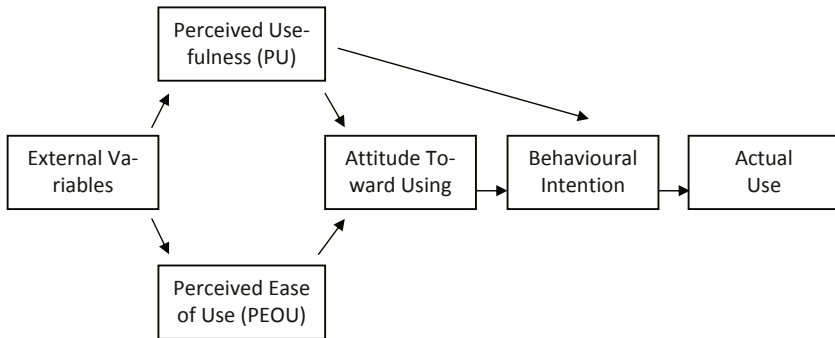 Perceived Use-
fulness (PU)
External Va-
riables
Attitude To-
ward Using
Behavioural
Intention
Actual
Use
Perceived Ease
of Use (PEOU)